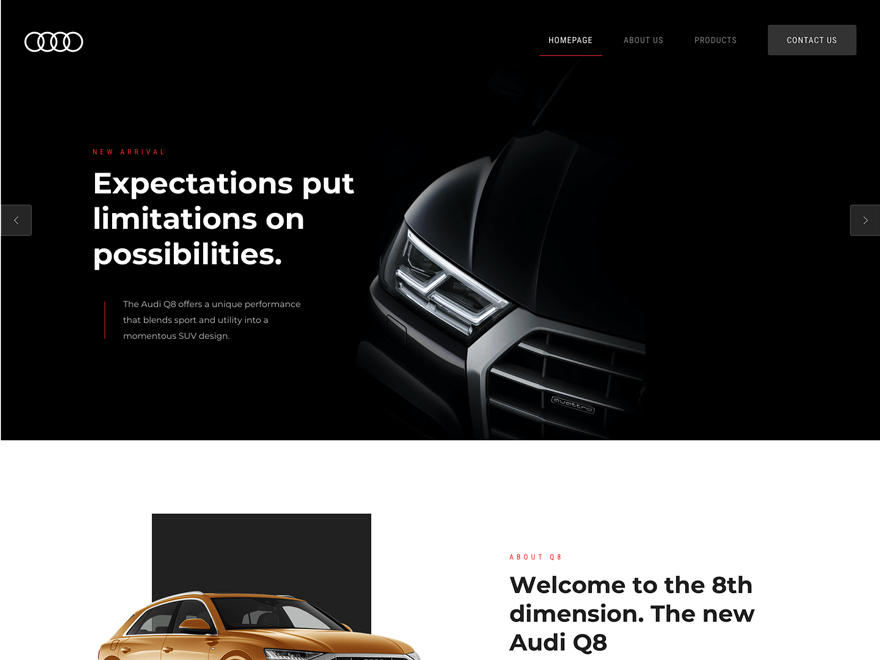 HOMEPAGE
ABOUT US
PRODUCTS
CONTACT US
NEW ARRIVAL
Expectations put
limitations on
possibilities.
The Audi Q8 offers a unique performance
that blends sport and utility into a
momentous SUV design.
quattro
ABOUT Q8
Welcome to the 8th
dimension. The new
Audi Q8